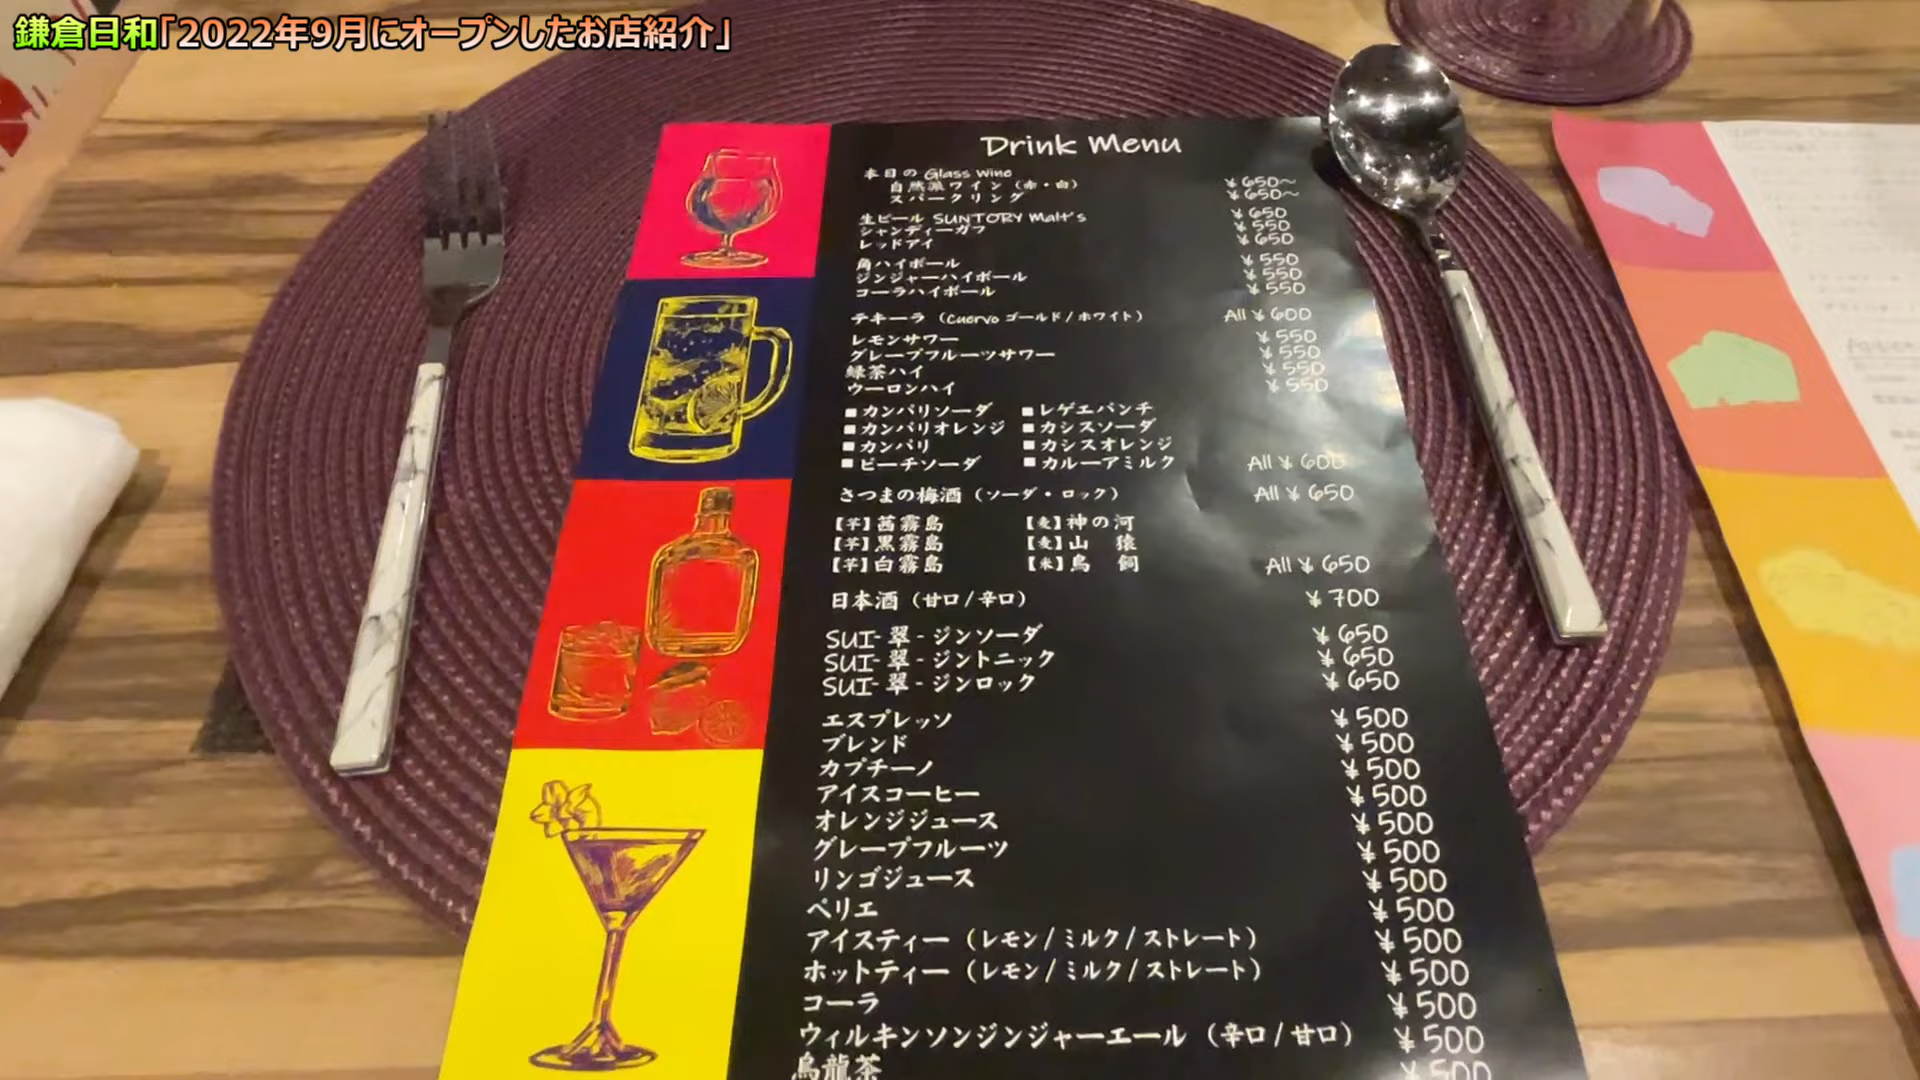 鎌倉日和「2022年9月にオープンしたお店紹介」
Drink Menu
本日の Glass Wine
自然派ワイン（赤・白） ¥650～
スパークリング ¥650～
生ビール SUNTORY Malt's ¥650
シャンディーガフ ¥550
レッドアイ ¥650
角ハイボール ¥550
ジンジャーハイボール ¥550
コーラハイボール ¥550
テキーラ（Cuervo ゴールド/ホワイト） All ¥600
レモンサワー ¥550
グレープフルーツサワー ¥550
緑茶ハイ ¥550
ウーロンハイ ¥550
■カンパリソーダ ■レゲエパンチ
■カンパリオレンジ ■カシスソーダ
■カンパリ ■カシスオレンジ
■ピーチソーダ ■カルーアミルク All ¥600
さつまの梅酒（ソーダ・ロック） All ¥650
【芋】茜霧島 【麦】神の河
【芋】黒霧島 【麦】山 猿
【芋】白霧島 【米】鳥 飼 All ¥650
日本酒（甘口/辛口） ¥700
SUI-翠-ジンソーダ ¥650
SUI-翠-ジントニック ¥650
SUI-翠-ジンロック ¥650
エスプレッソ ¥500
ブレンド ¥500
カプチーノ ¥500
アイスコーヒー ¥500
オレンジジュース ¥500
グレープフルーツ ¥500
リンゴジュース ¥500
ペリエ ¥500
アイスティー（レモン/ミルク/ストレート） ¥500
ホットティー（レモン/ミルク/ストレート） ¥500
コーラ ¥500
ウィルキンソンジンジャーエール（辛口/甘口） ¥500
烏龍茶 ¥500